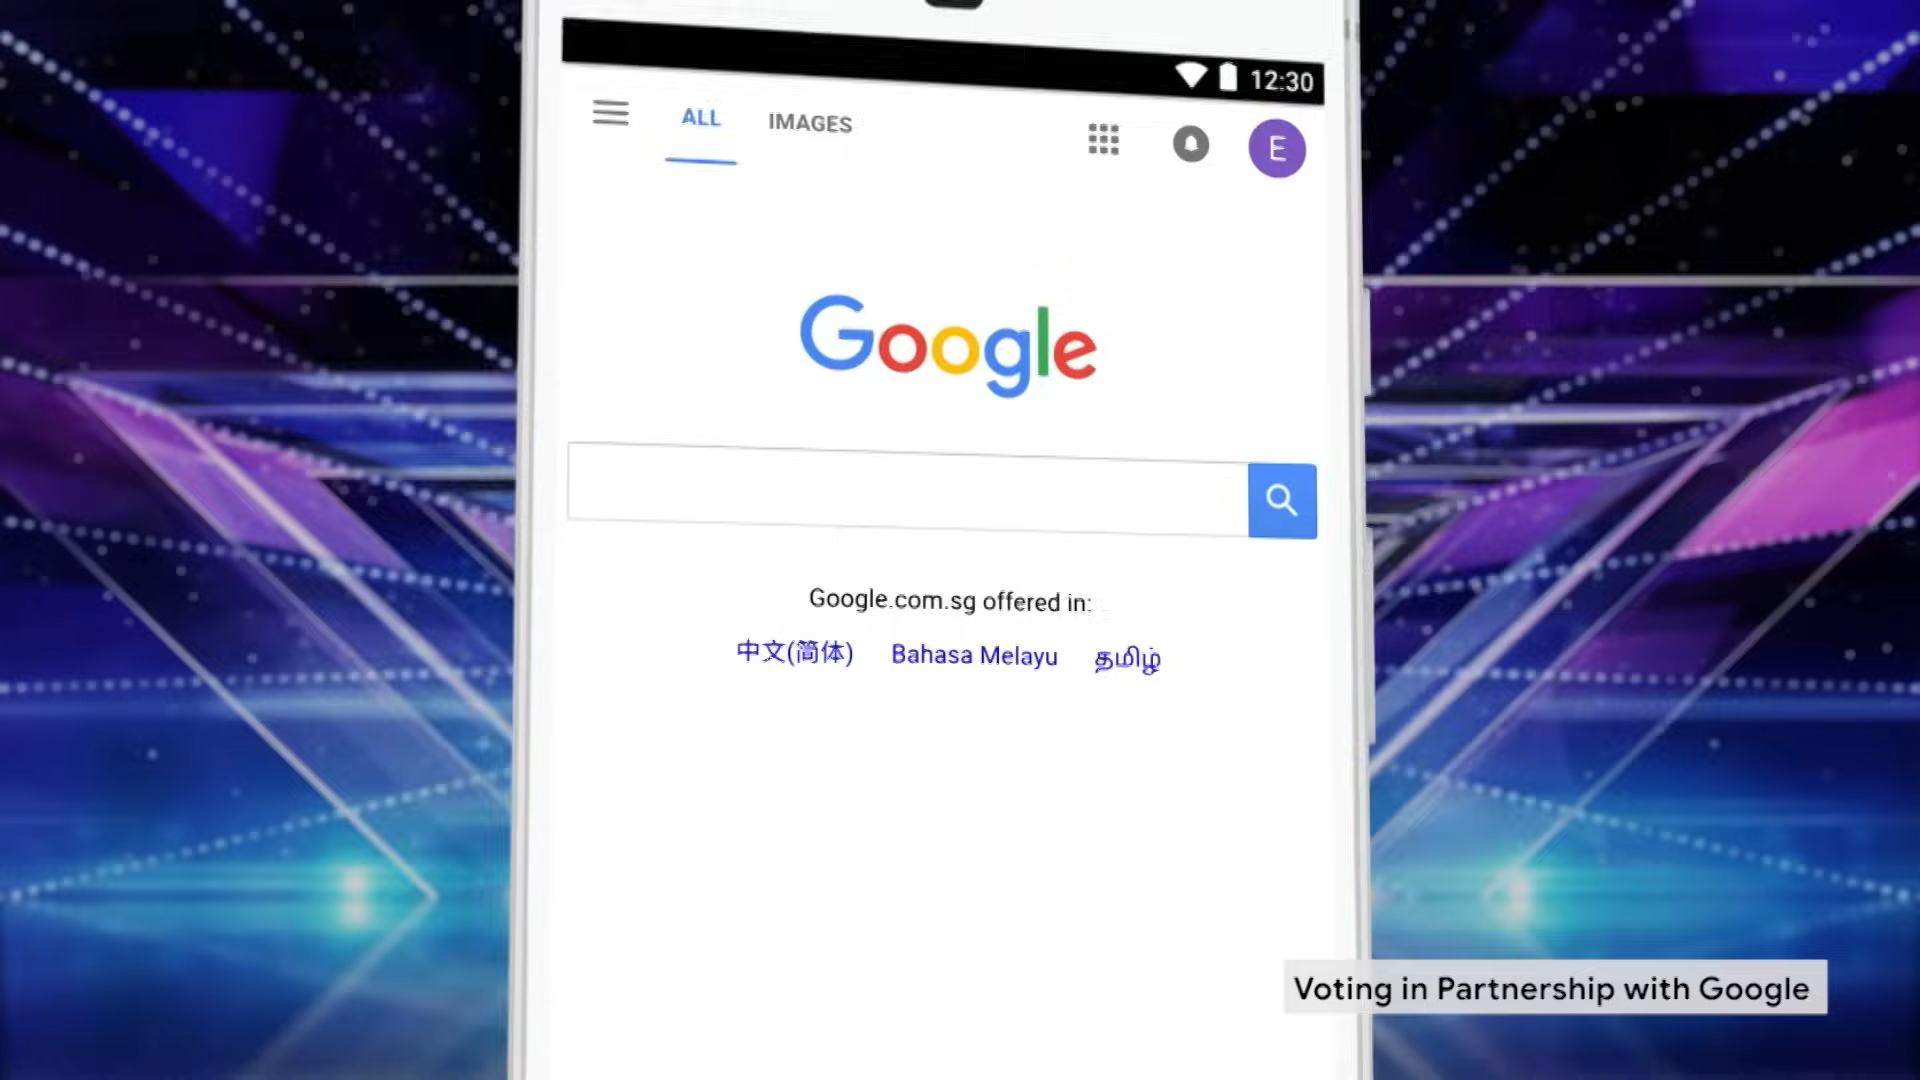 12:30
ALL IMAGES E
Google
Google.com.sg offered in:
中文(简体) Bahasa Melayu தமிழ்
Voting in Partnership with Google